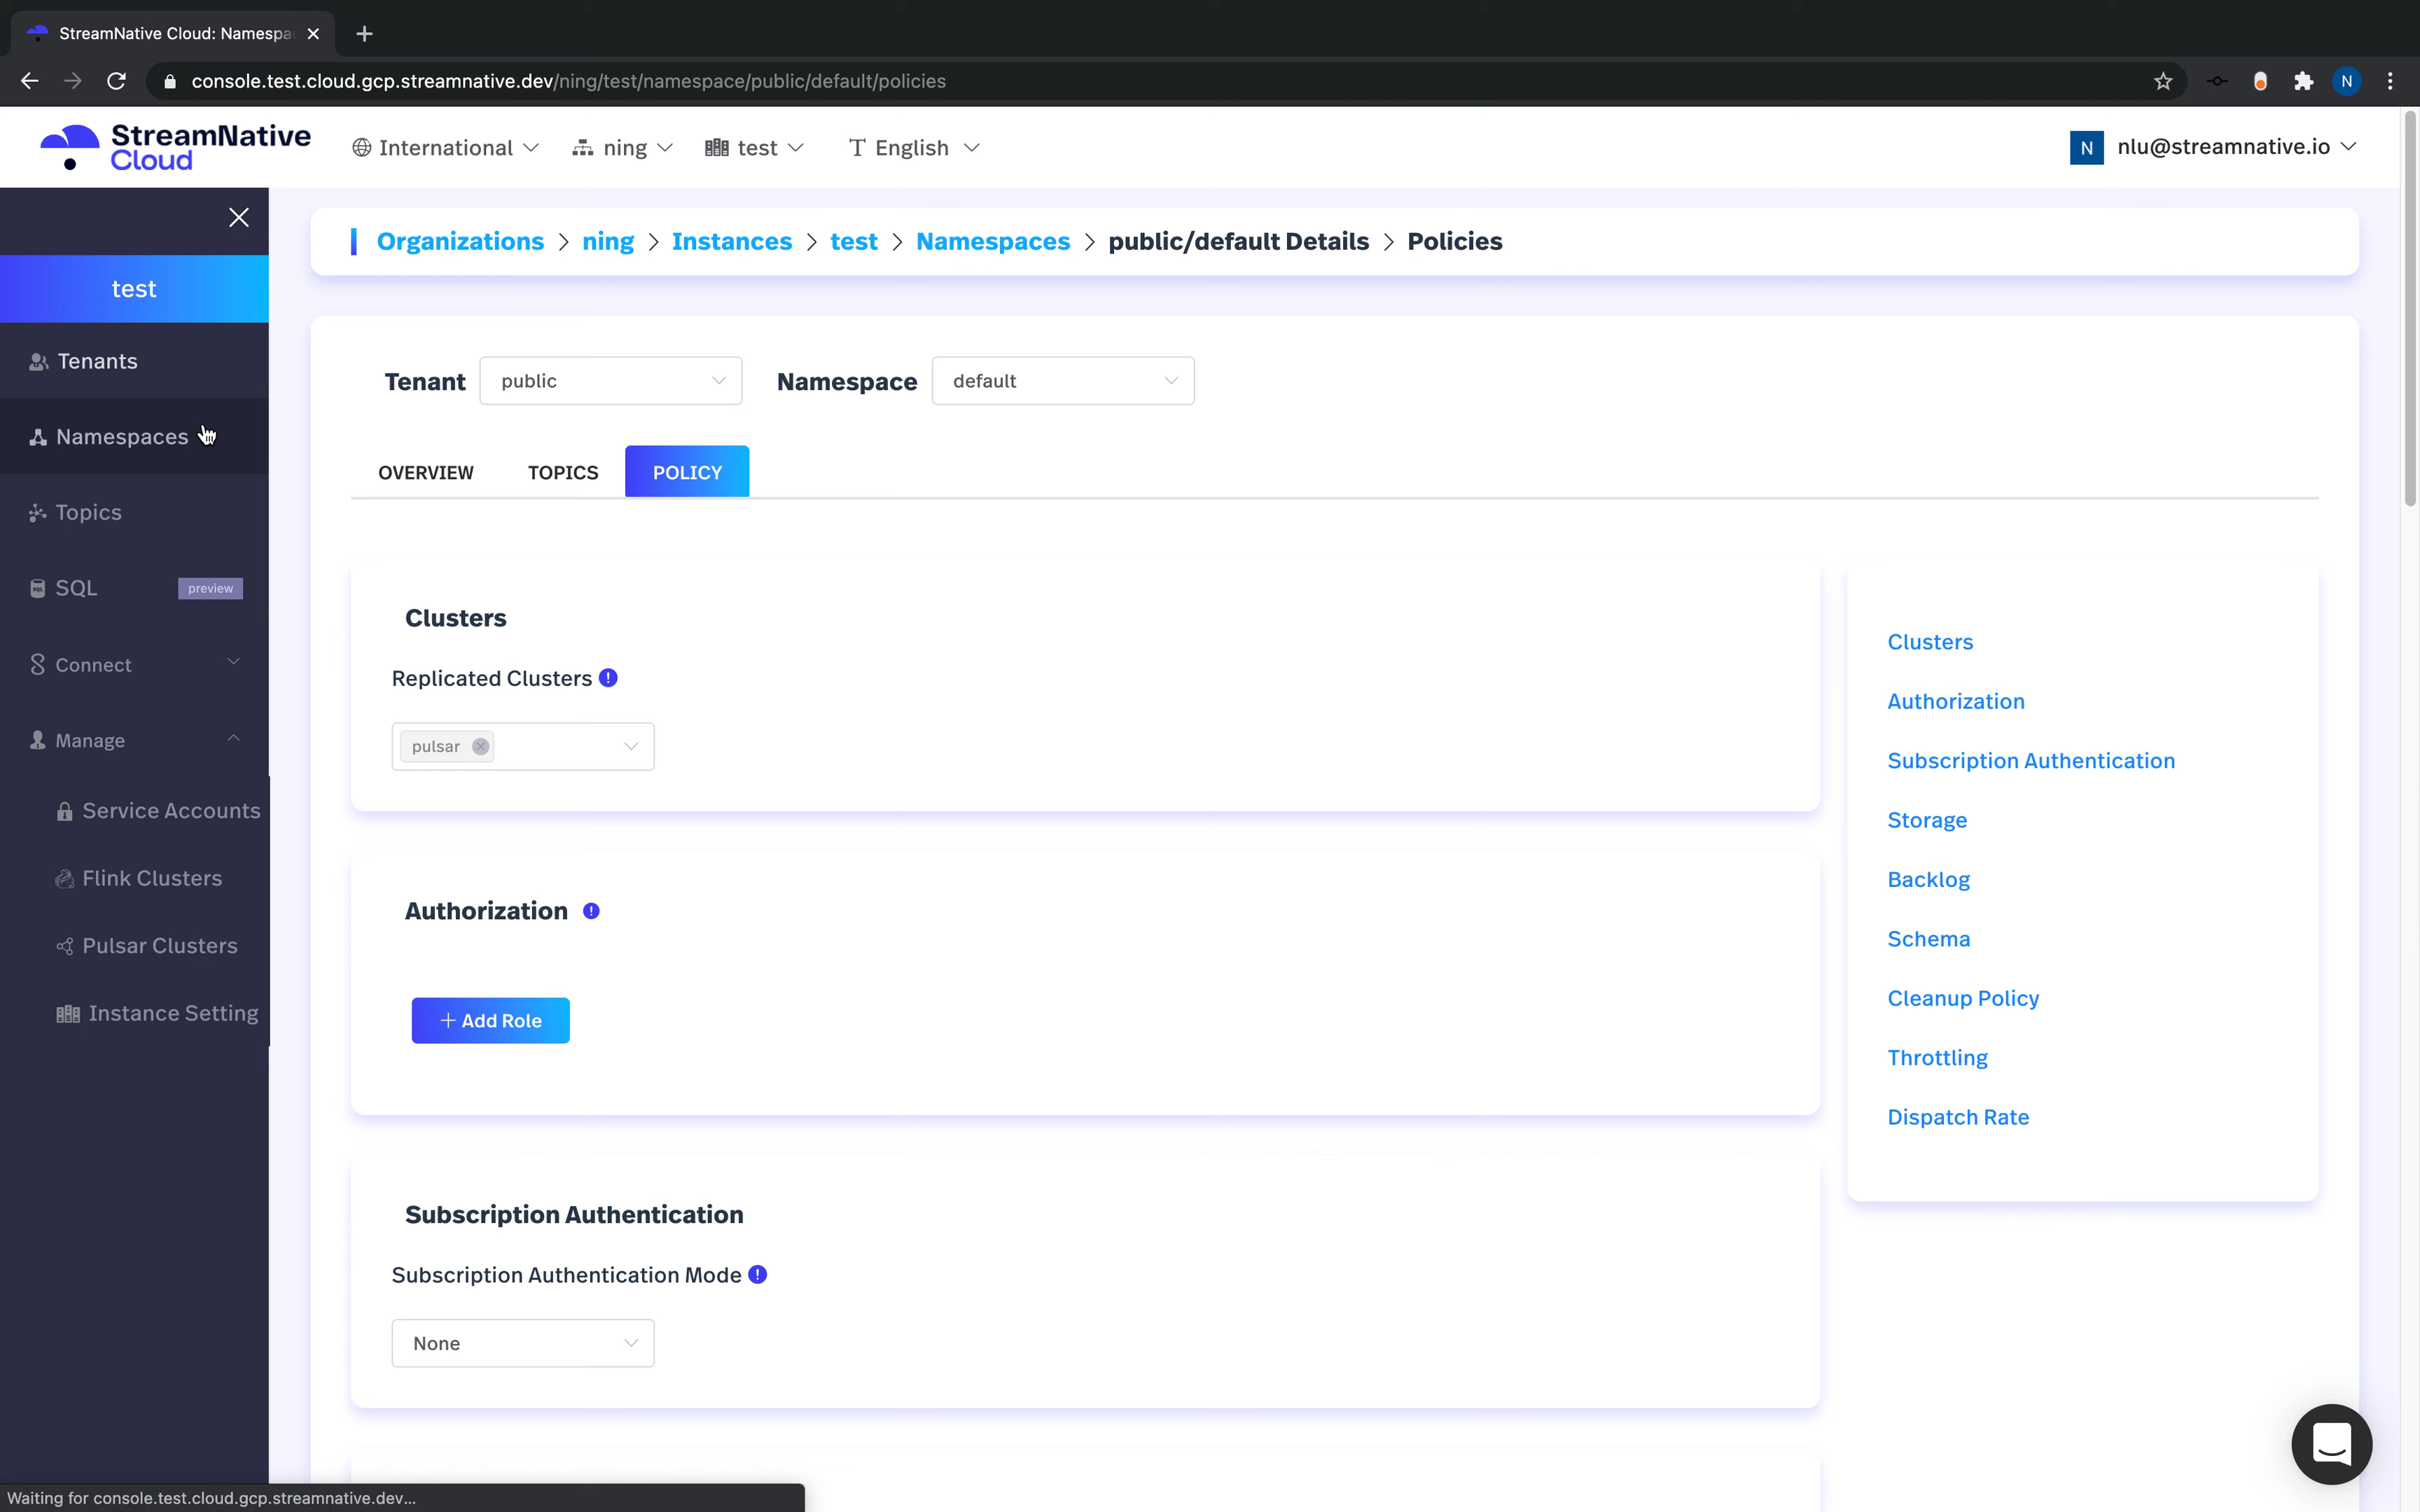 StreamNative Cloud: Namespa
console.test.cloud.gcp.streamnative.dev/ning/test/namespace/public/default/policies
N
StreamNative
Cloud
International
ning
test
English
N
nlu@streamnative.io
Organizations > ning > Instances > test > Namespaces > public/default Details > Policies
test
Tenants
Namespaces
Topics
SQL
preview
Connect
Manage
Service Accounts
Flink Clusters
Pulsar Clusters
Instance Setting
Tenant
public
Namespace
default
OVERVIEW
TOPICS
POLICY
Clusters
Replicated Clusters
pulsar
Authorization
+ Add Role
Subscription Authentication
Subscription Authentication Mode
None
Clusters
Authorization
Subscription Authentication
Storage
Backlog
Schema
Cleanup Policy
Throttling
Dispatch Rate
Waiting for console.test.cloud.gcp.streamnative.dev...